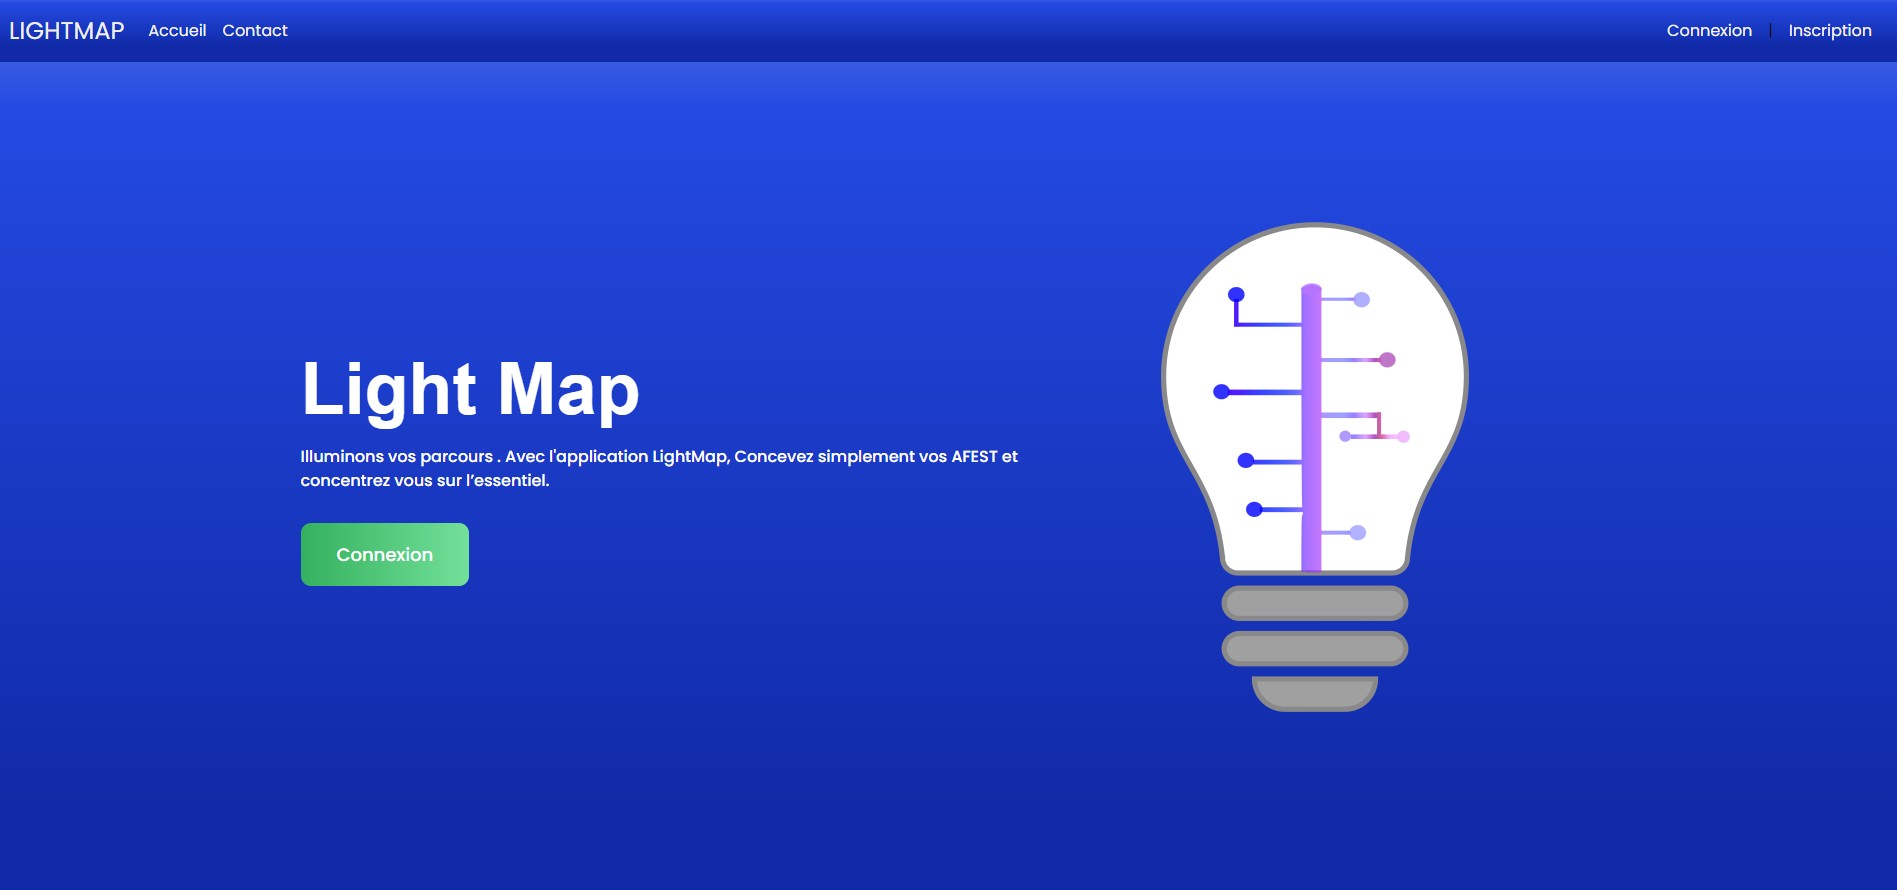 LIGHTMAP Accueil Contact Connexion | Inscription
Light Map
Illuminons vos parcours . Avec l'application LightMap, Concevez simplement vos AFEST et
concentrez vous sur l’essentiel.
Connexion